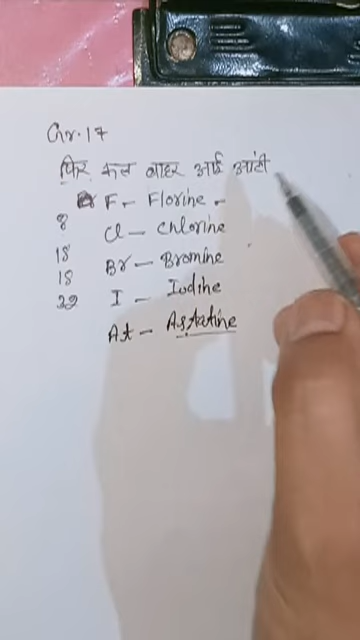 Gr. 17
फिर कल बाहर आई आंटी
F - Florine -
8
Cl - Chlorine
18
Br - Bromine
18
I - Iodine
32
At - Astatine